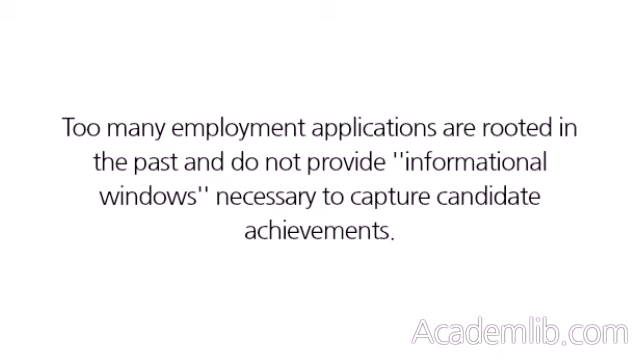 Too many employment applications are rooted in
the past and do not provide ''informational
windows'' necessary to capture candidate
achievements.
Academlib.com